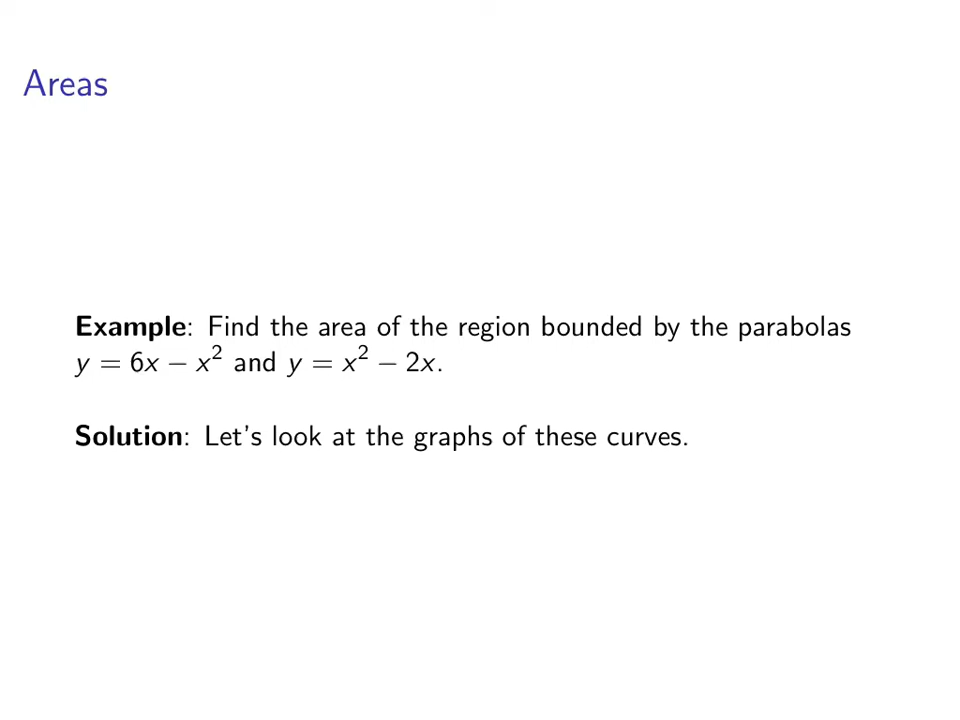 Areas
Example: Find the area of the region bounded by the parabolas
y = 6x − x² and y = x² − 2x.
Solution: Let's look at the graphs of these curves.